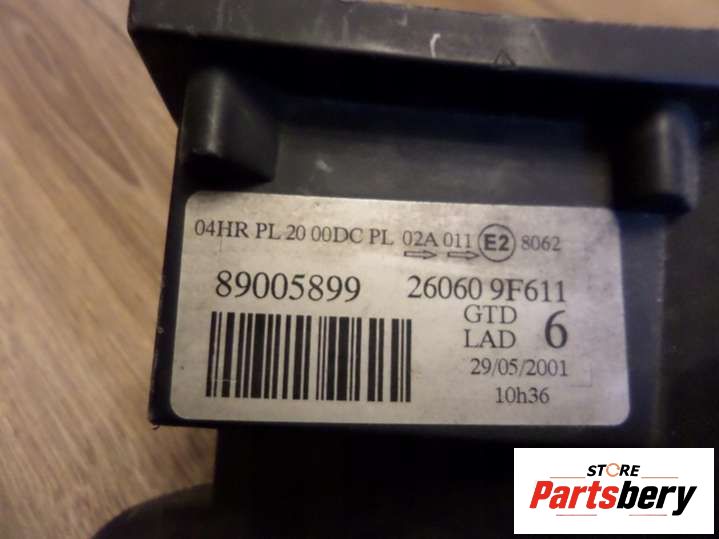 04HR PL 20 00DC PL 02A 011 E2 8062
89005899 26060 9F611
GTD 6
LAD
29/05/2001
10h36
STORE
Partsbery